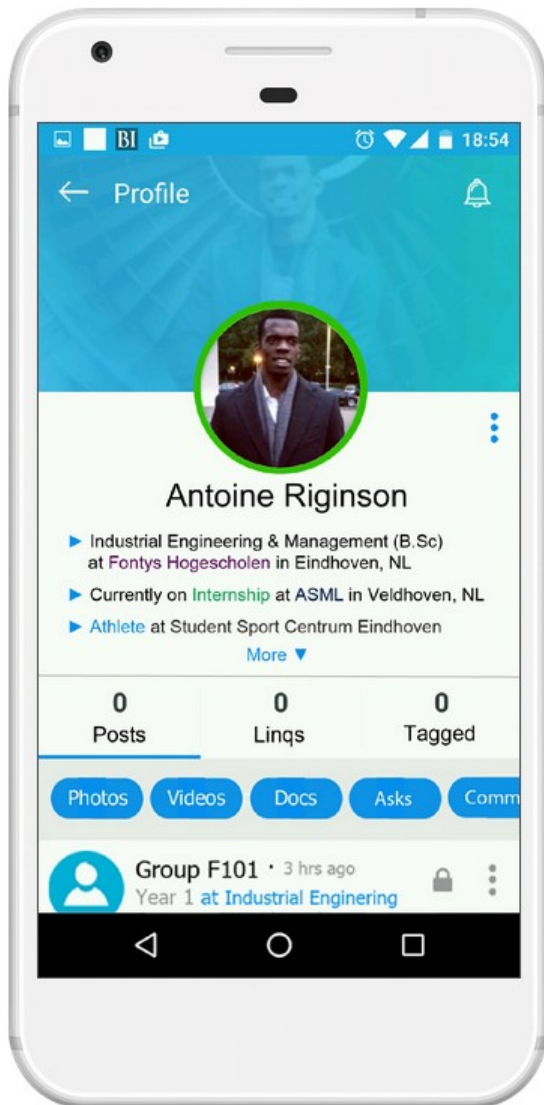 BI 18:54
Profile
Antoine Riginson
Industrial Engineering & Management (B.Sc)
at Fontys Hogescholen in Eindhoven, NL
Currently on Internship at ASML in Veldhoven, NL
Athlete at Student Sport Centrum Eindhoven
More ▼
0 0 0
Posts Linqs Tagged
Photos Videos Docs Asks Comm
Group F101 · 3 hrs ago
Year 1 at Industrial Enginering